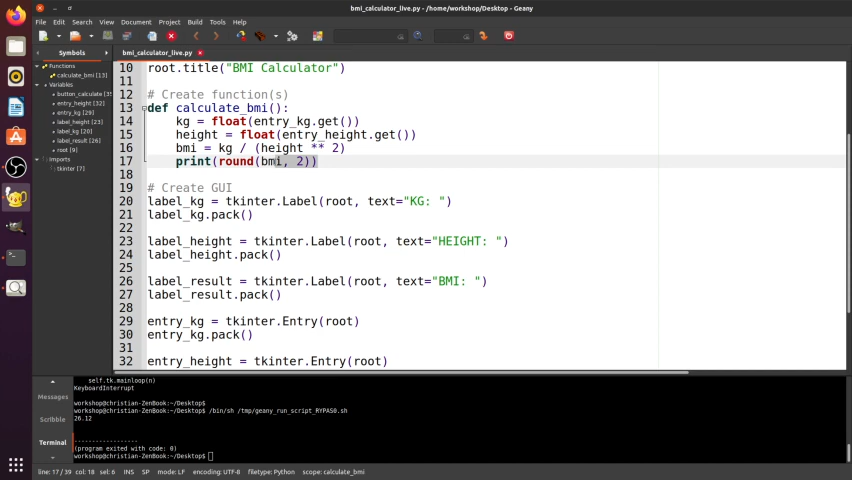 bmi_calculator_live.py - /home/workshop/Desktop - Geany
File Edit Search View Document Project Build Tools Help
Symbols
bmi_calculator_live.py
Functions
calculate_bmi [13]
Variables
button_calculate [35
entry_height [32]
entry_kg [29]
label_height [23]
label_kg [20]
label_result [26]
root [9]
Imports
tkinter [7]
10 root.title("BMI Calculator")
11
12 # Create function(s)
13 def calculate_bmi():
14 kg = float(entry_kg.get())
15 height = float(entry_height.get())
16 bmi = kg / (height ** 2)
17 print(round(bmi, 2))
18
19 # Create GUI
20 label_kg = tkinter.Label(root, text="KG: ")
21 label_kg.pack()
22
23 label_height = tkinter.Label(root, text="HEIGHT: ")
24 label_height.pack()
25
26 label_result = tkinter.Label(root, text="BMI: ")
27 label_result.pack()
28
29 entry_kg = tkinter.Entry(root)
30 entry_kg.pack()
31
32 entry_height = tkinter.Entry(root)
Messages
Scribble
Terminal
self.tk.mainloop(n)
KeyboardInterrupt
workshop@christian-ZenBook:~/Desktop$
workshop@christian-ZenBook:~/Desktop$ /bin/sh /tmp/geany_run_script_RYPAS0.sh
26.12
------------------
(program exited with code: 0)
workshop@christian-ZenBook:~/Desktop$
line: 17 / 39 col: 18 sel: 6 INS SP mode: LF encoding: UTF-8 filetype: Python scope: calculate_bmi